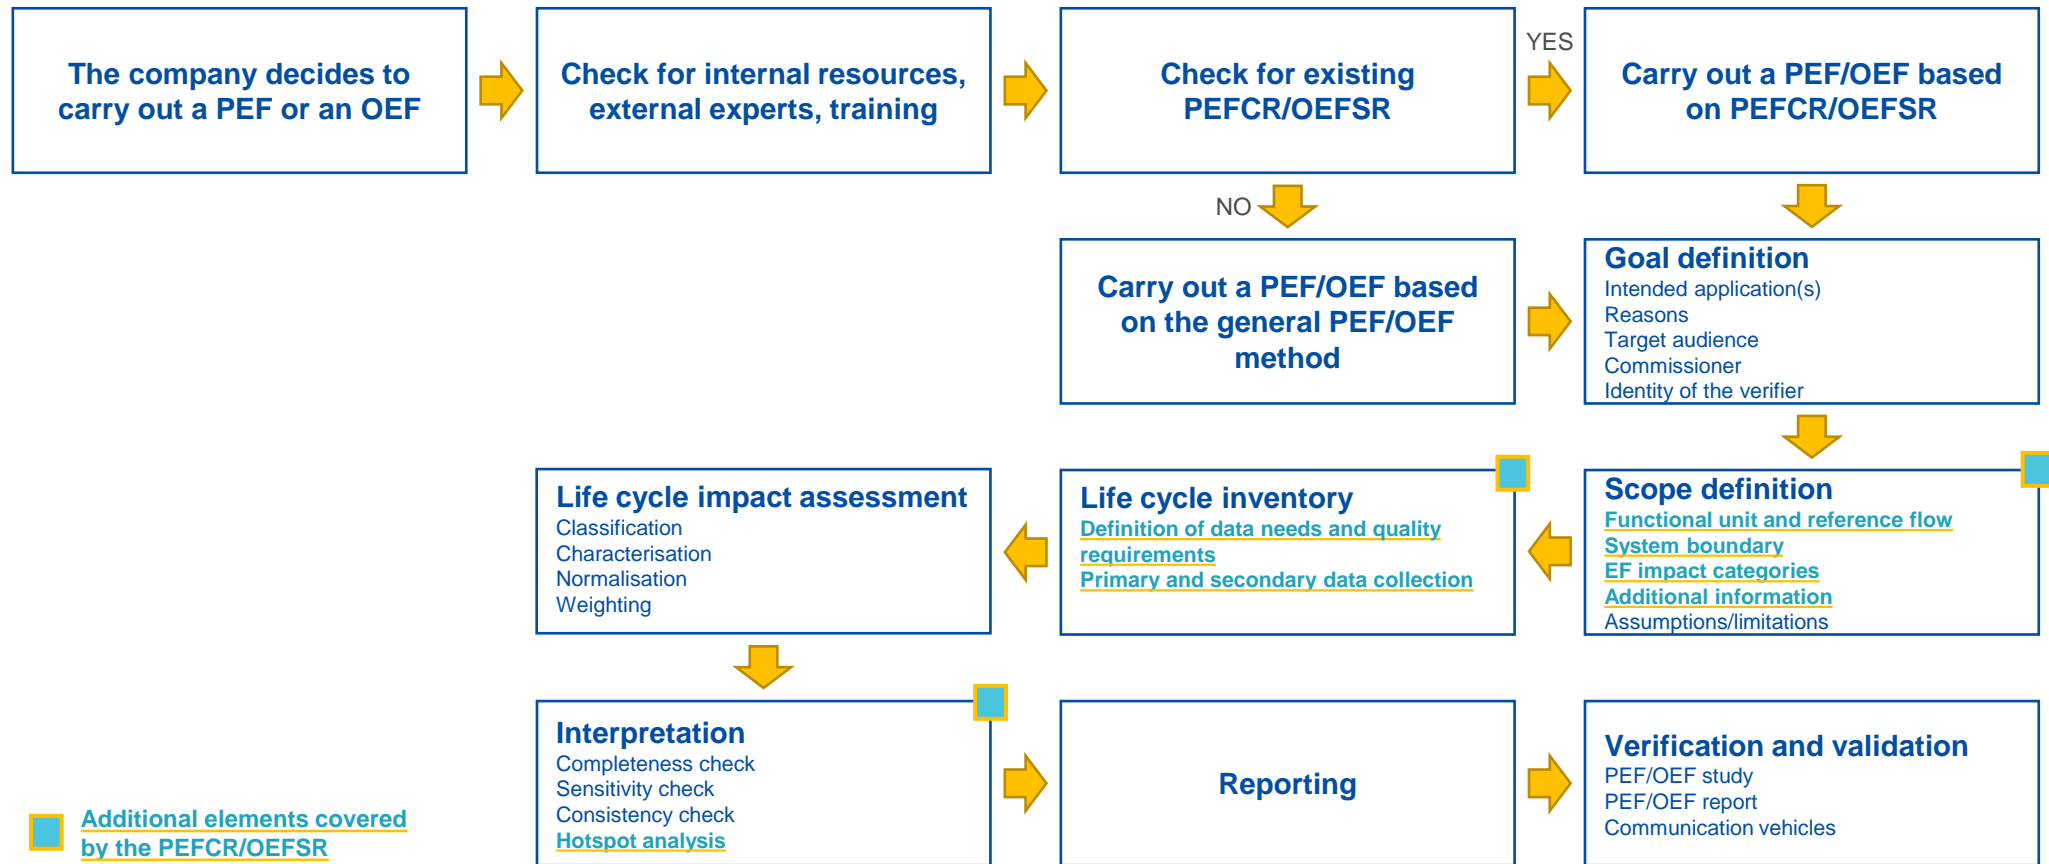 The company decides to
carry out a PEF or an OEF
Check for internal resources,
external experts, training
Check for existing
PEFCR/OEFSR
YES
Carry out a PEF/OEF based
on PEFCR/OEFSR
NO
Carry out a PEF/OEF based
on the general PEF/OEF
method
Goal definition
Intended application(s)
Reasons
Target audience
Commissioner
Identity of the verifier
Scope definition
Functional unit and reference flow
System boundary
EF impact categories
Additional information
Assumptions/limitations
Life cycle inventory
Definition of data needs and quality
requirements
Primary and secondary data collection
Life cycle impact assessment
Classification
Characterisation
Normalisation
Weighting
Interpretation
Completeness check
Sensitivity check
Consistency check
Hotspot analysis
Reporting
Verification and validation
PEF/OEF study
PEF/OEF report
Communication vehicles
Additional elements covered
by the PEFCR/OEFSR